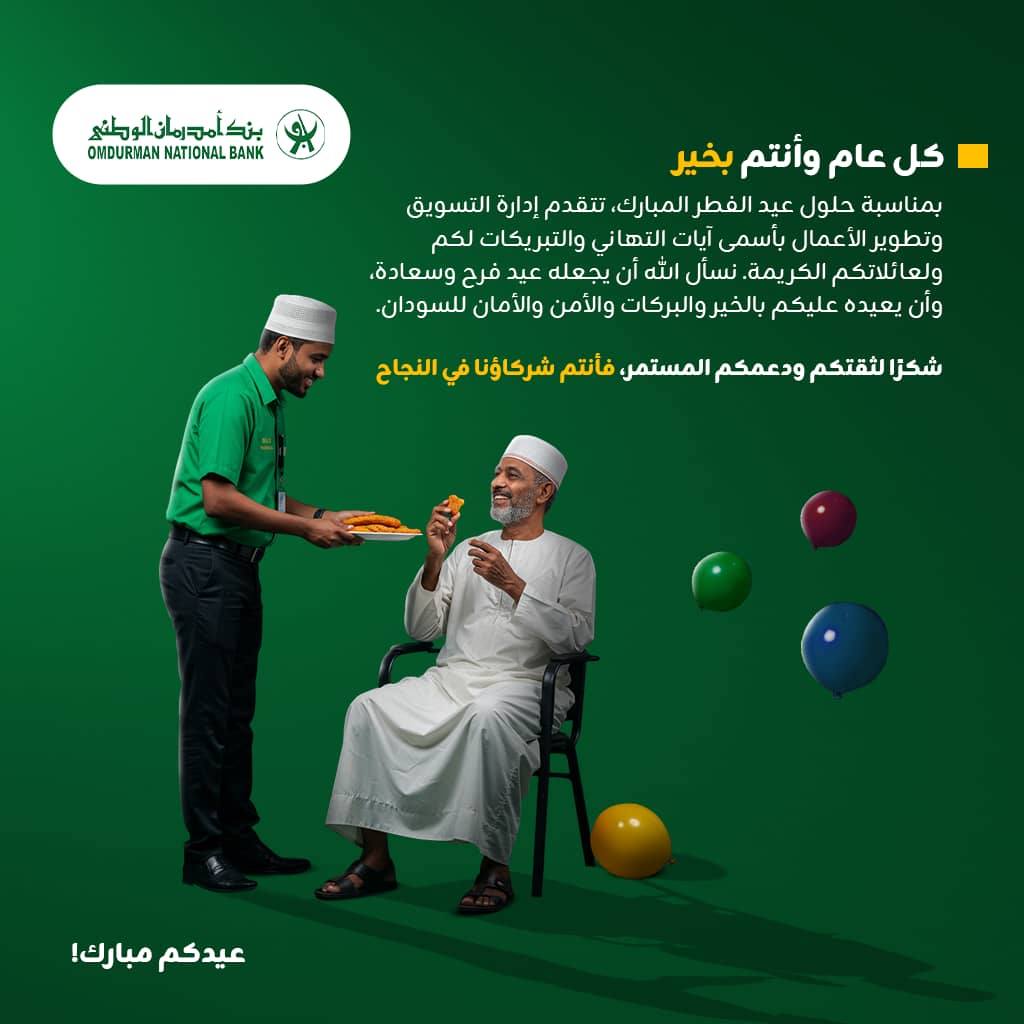 بنك أمدرمان الوطني
OMDURMAN NATIONAL BANK
كل عام وأنتم بخير
بمناسبة حلول عيد الفطر المبارك، تتقدم إدارة التسويق
وتطوير الأعمال بأسمى آيات التهاني والتبريكات لكم
ولعائلاتكم الكريمة. نسأل الله أن يجعله عيد فرح وسعادة،
وأن يعيده عليكم بالخير والبركات والأمن والأمان للسودان.
شكرًا لثقتكم ودعمكم المستمر، فأنتم شركاؤنا في النجاح
عيدكم مبارك!